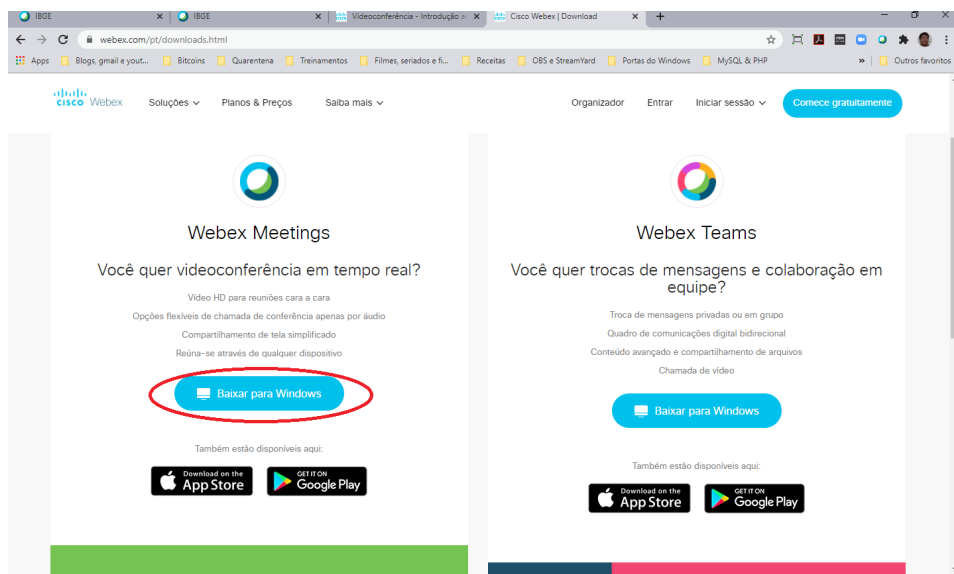 IBGE
IBGE
Videoconferência - Introdução a
Cisco Webex | Download
webex.com/pt/downloads.html
Apps
Blogs, gmail e yout...
Bitcoins
Quarentena
Treinamentos
Filmes, seriados e fi...
Receitas
OBS e StreamYard
Portas do Windows
MySQL & PHP
Outros favoritos
CISCO Webex
Soluções
Planos & Preços
Saiba mais
Organizador
Entrar
Iniciar sessão
Comece gratuitamente
Webex Meetings
Você quer videoconferência em tempo real?
Vídeo HD para reuniões cara a cara
Opções flexíveis de chamada de conferência apenas por áudio
Compartilhamento de tela simplificado
Reúna-se através de qualquer dispositivo
Baixar para Windows
Também estão disponíveis aqui:
Download on the
App Store
GET IT ON
Google Play
Webex Teams
Você quer trocas de mensagens e colaboração em
equipe?
Troca de mensagens privadas ou em grupo
Quadro de comunicações digital bidirecional
Conteúdo avançado e compartilhamento de arquivos
Chamada de vídeo
Baixar para Windows
Também estão disponíveis aqui:
Download on the
App Store
GET IT ON
Google Play